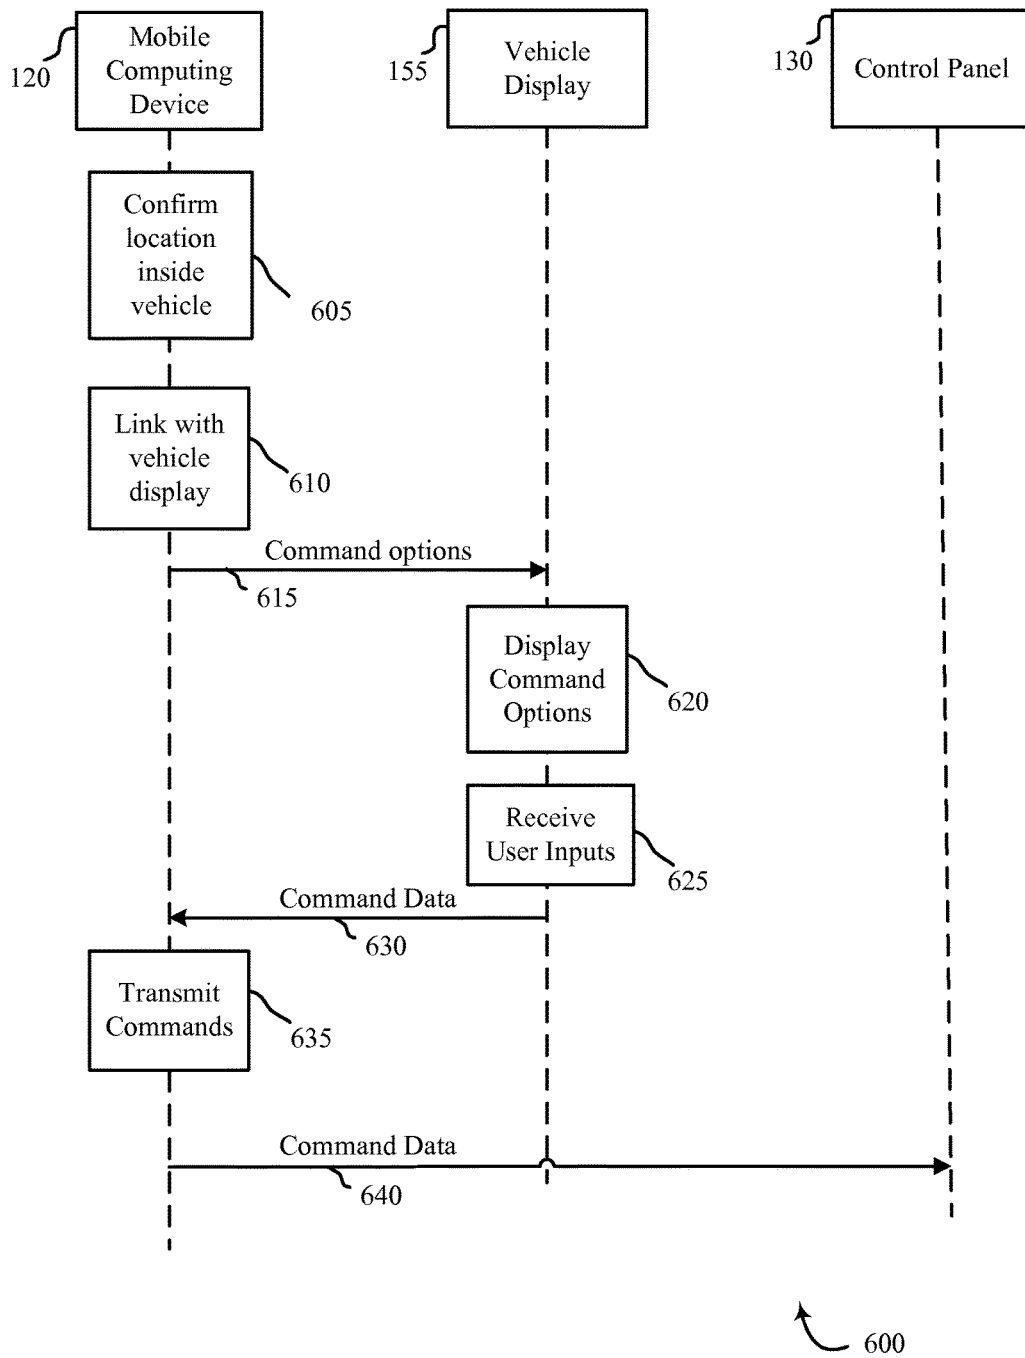 120
Mobile
Computing
Device
155
Vehicle
Display
130
Control Panel
Confirm
location
inside
vehicle
605
Link with
vehicle
display
610
Command options
615
Display
Command
Options
620
Receive
User Inputs
625
Command Data
630
Transmit
Commands
635
Command Data
640
600